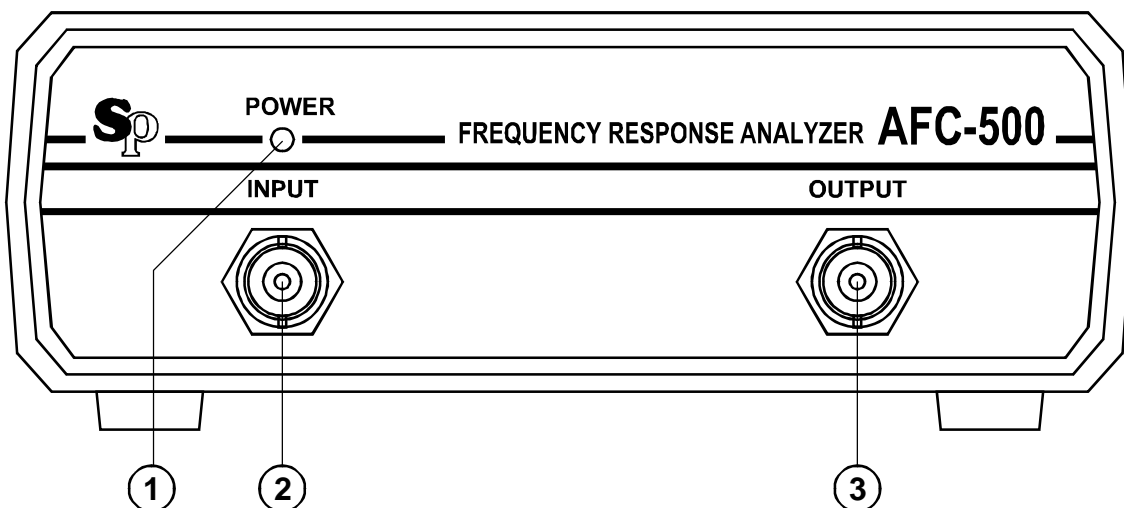 Sp
POWER
FREQUENCY RESPONSE ANALYZER AFC-500
INPUT OUTPUT
1 2 3